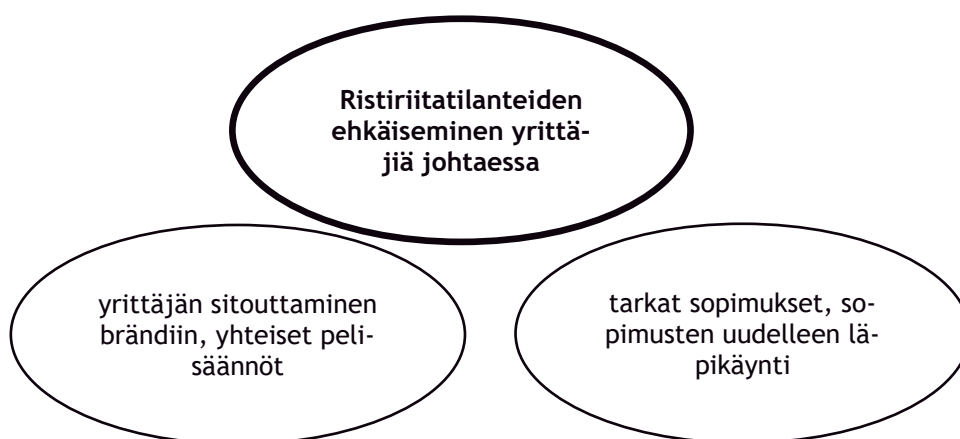 Ristiriitatilanteiden
ehkäiseminen yrittä-
jiä johtaessa
yrittäjän sitouttaminen
brändiin, yhteiset peli-
säännöt
tarkat sopimukset, so-
pimusten uudelleen lä-
pikäynti